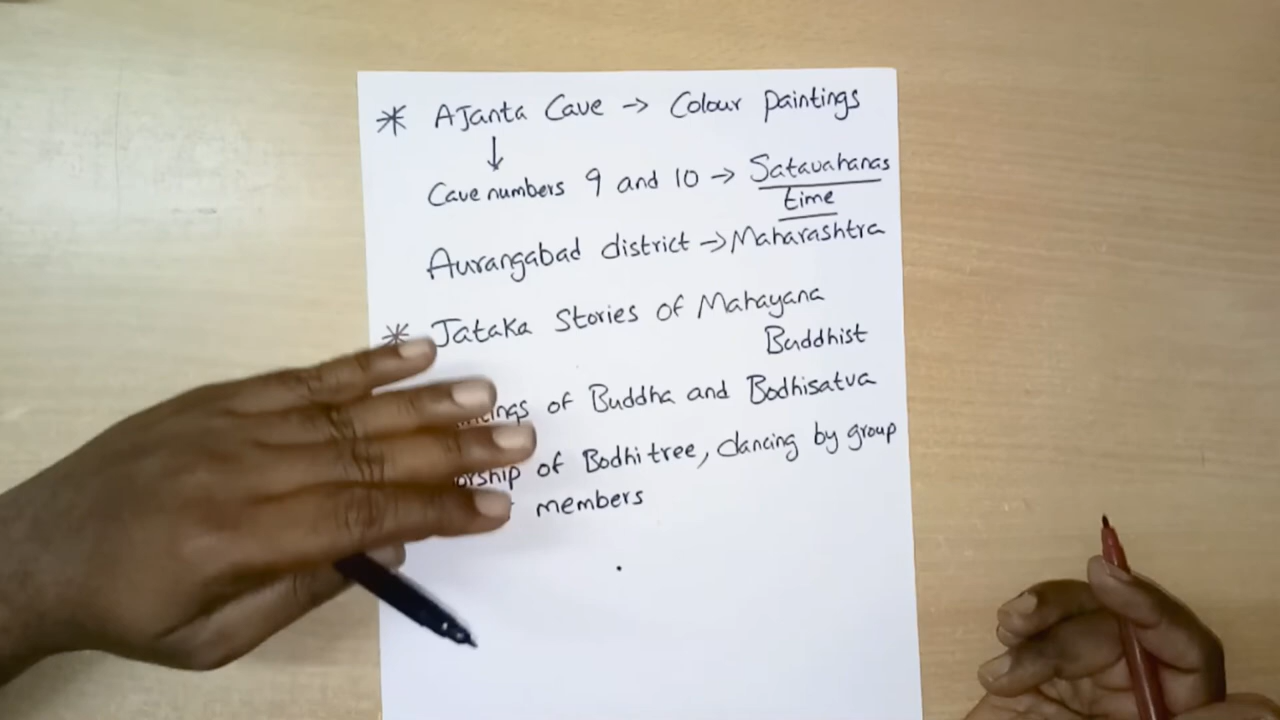 * AJanta Cave → Colour Paintings
↓
Cave numbers 9 and 10 → Satavahanas
time
Aurangabad district → Maharashtra
* Jataka Stories of Mahayana
Buddhist
of Buddha and Bodhisatva
of Bodhi tree, dancing by group
members